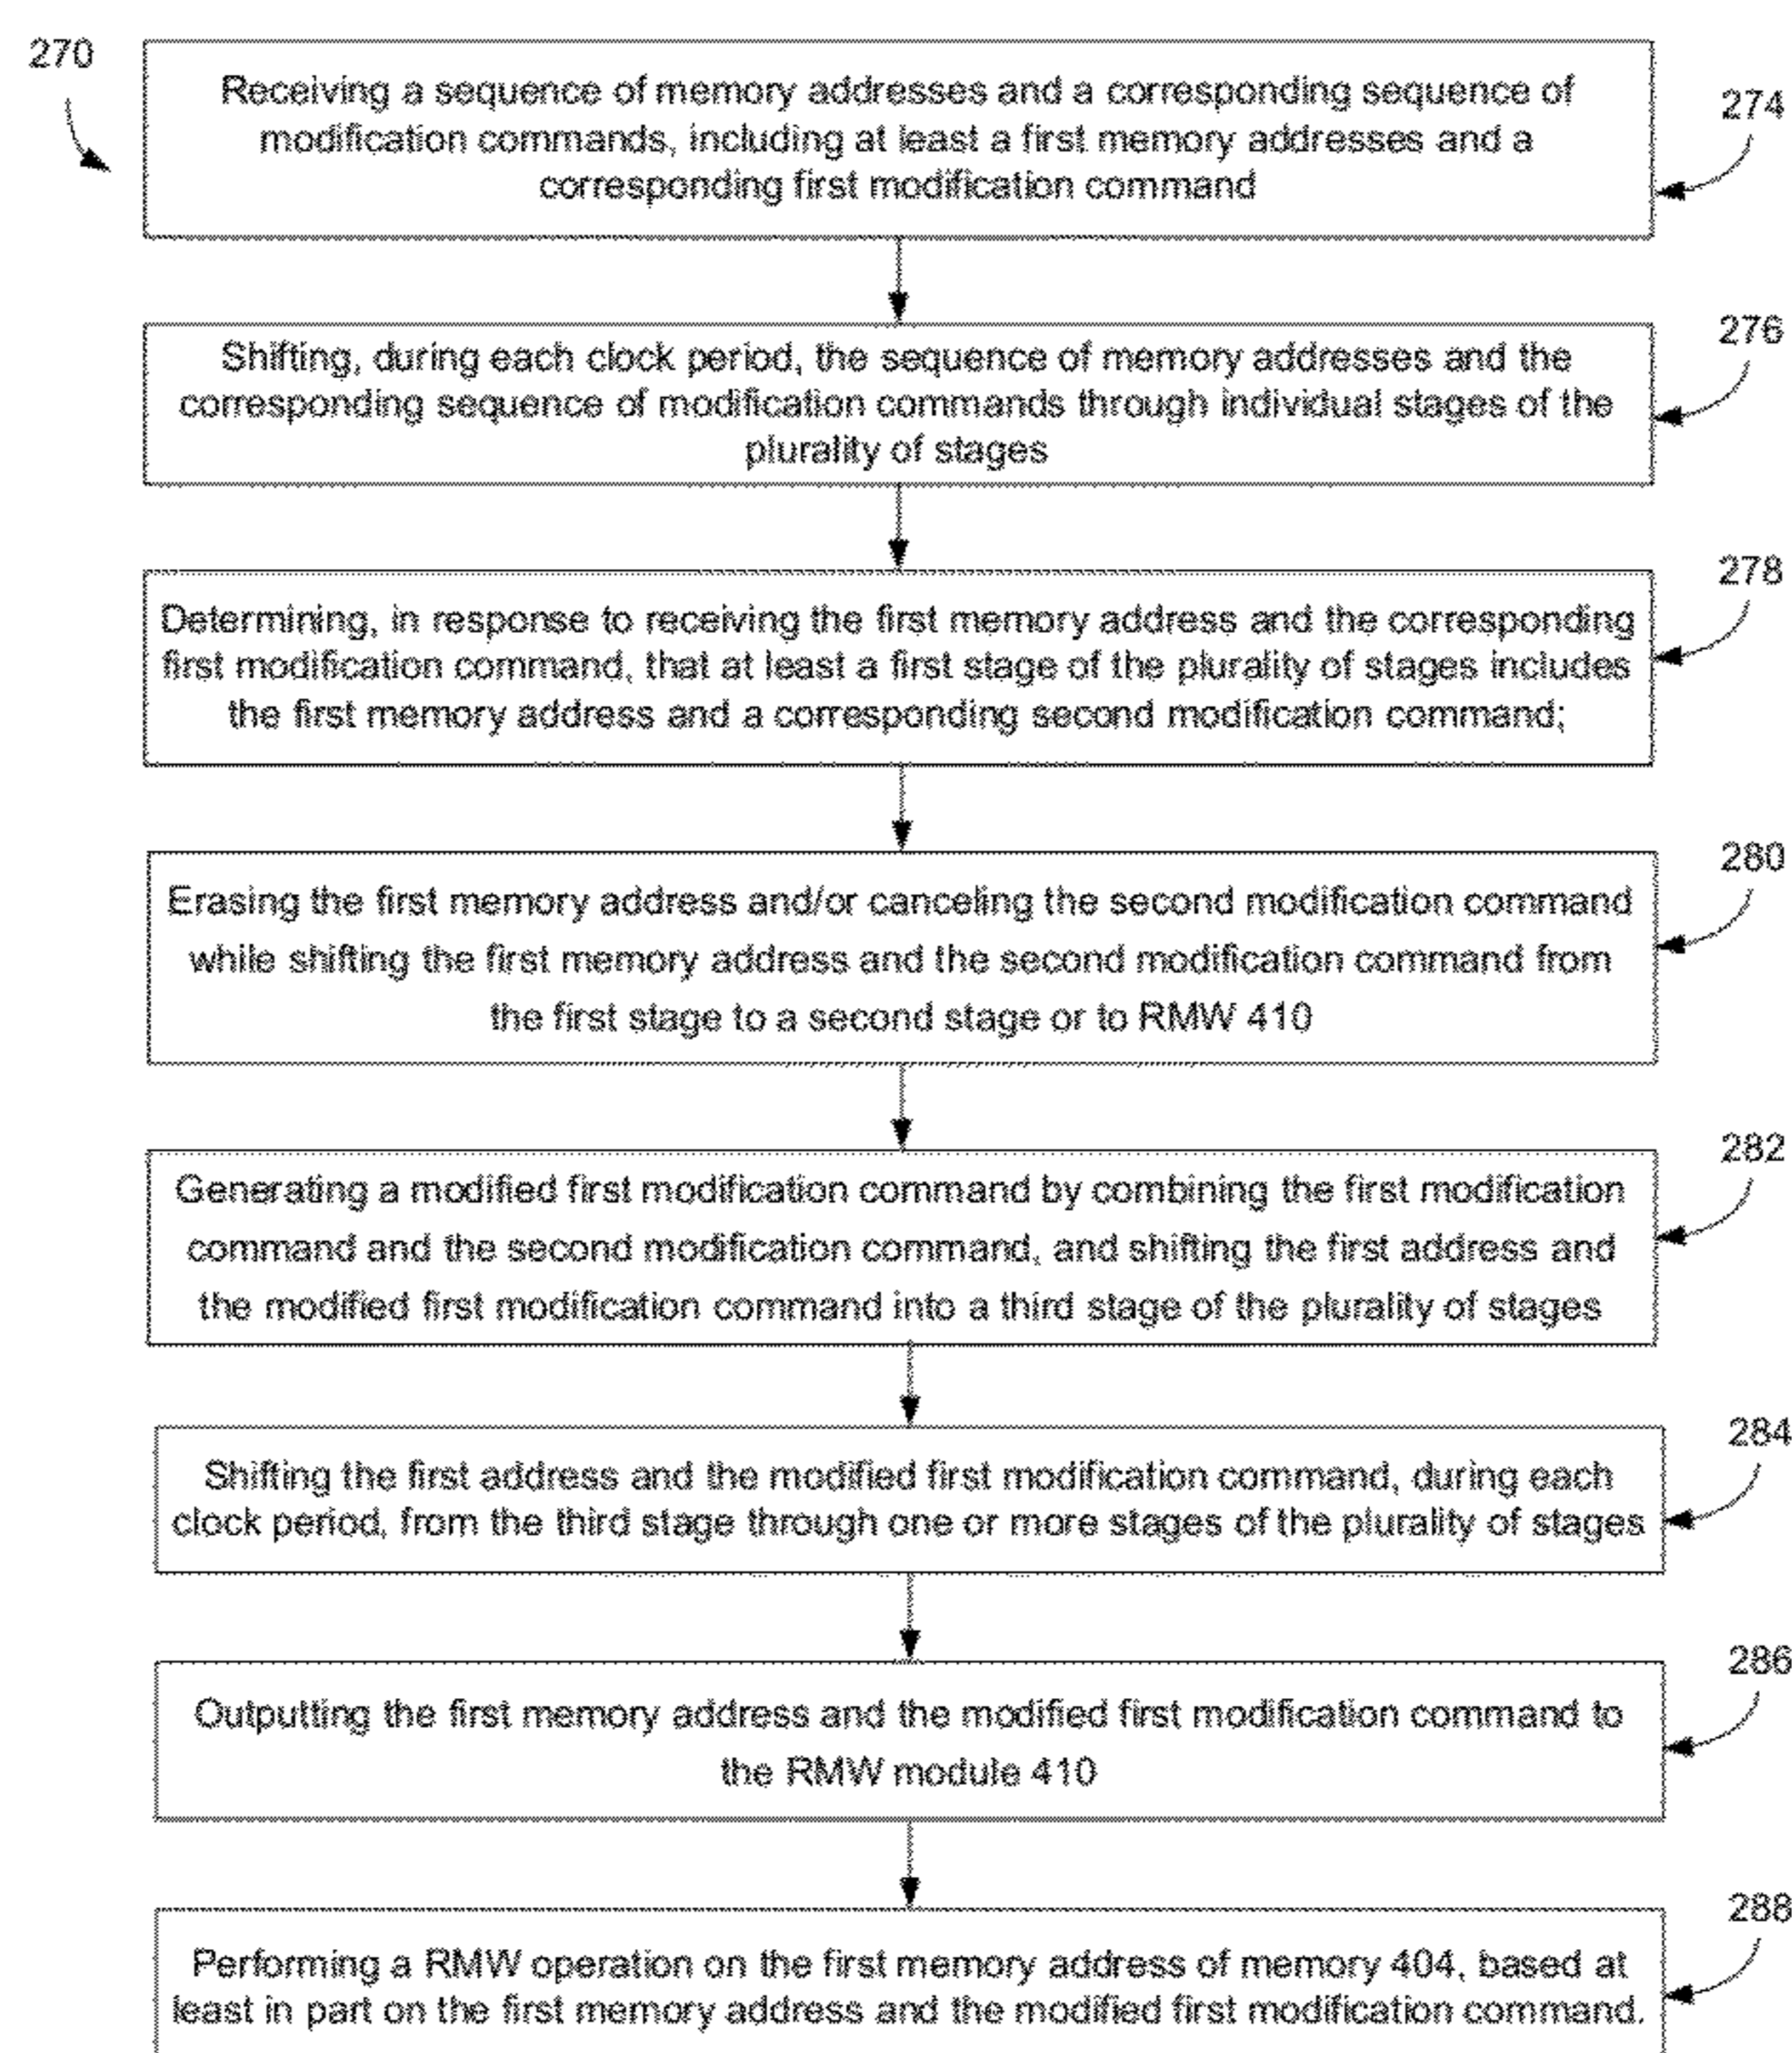 270
Receiving a sequence of memory addresses and a corresponding sequence of
modification commands, including at least a first memory addresses and a
corresponding first modification command
274
Shifting, during each clock period, the sequence of memory addresses and the
corresponding sequence of modification commands through individual stages of the
plurality of stages
276
Determining, in response to receiving the first memory address and the corresponding
first modification command, that at least a first stage of the plurality of stages includes
the first memory address and a corresponding second modification command;
278
Erasing the first memory address and/or canceling the second modification command
while shifting the first memory address and the second modification command from
the first stage to a second stage or to RMW 410
280
Generating a modified first modification command by combining the first modification
command and the second modification command, and shifting the first address and
the modified first modification command into a third stage of the plurality of stages
282
Shifting the first address and the modified first modification command, during each
clock period, from the third stage through one or more stages of the plurality of stages
284
Outputting the first memory address and the modified first modification command to
the RMW module 410
286
Performing a RMW operation on the first memory address of memory 404, based at
least in part on the first memory address and the modified first modification command.
288